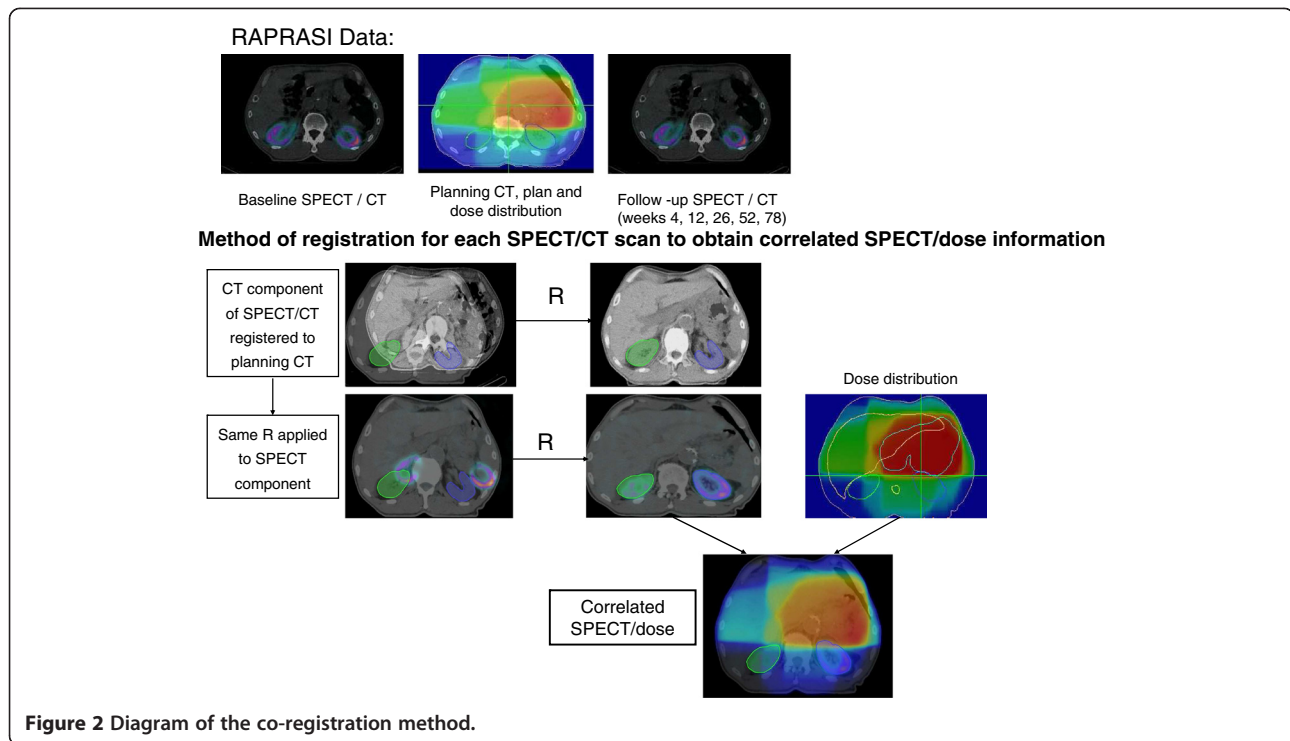 RAPRASI Data:
Baseline SPECT / CT
Planning CT, plan and
dose distribution
Follow -up SPECT / CT
(weeks 4, 12, 26, 52, 78)
Method of registration for each SPECT/CT scan to obtain correlated SPECT/dose information
CT component
of SPECT/CT
registered to
planning CT
R
Same R applied
to SPECT
component
R
Dose distribution
Correlated
SPECT/dose
Figure 2 Diagram of the co-registration method.